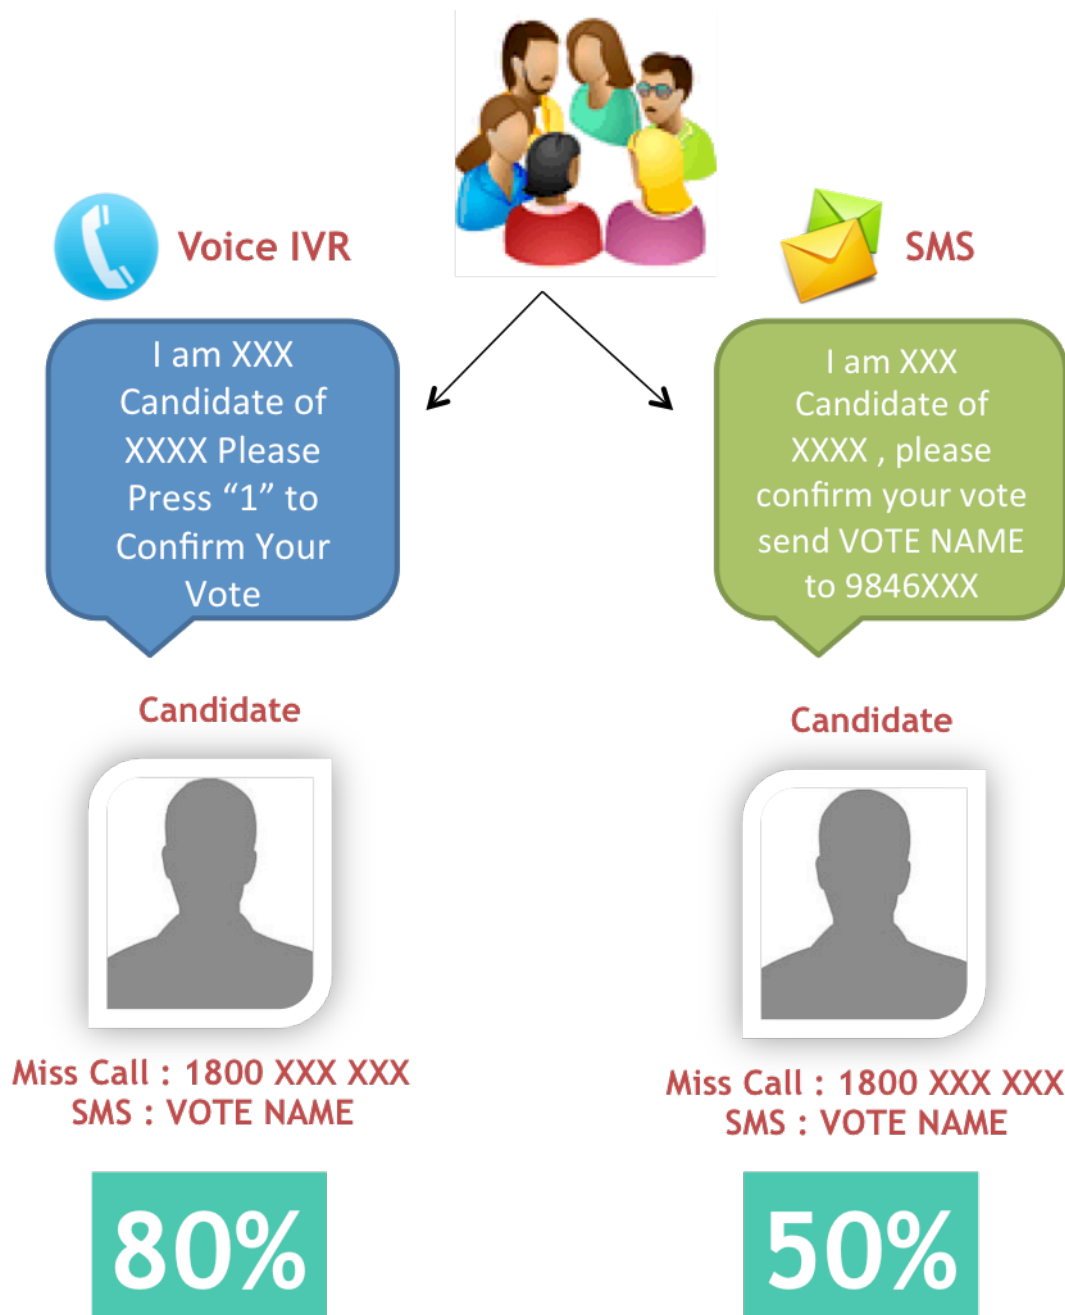 Voice IVR
SMS
I am XXX
Candidate of
XXXX Please
Press “1” to
Confirm Your
Vote
I am XXX
Candidate of
XXXX , please
confirm your vote
send VOTE NAME
to 9846XXX
Candidate
Candidate
Miss Call : 1800 XXX XXX
SMS : VOTE NAME
Miss Call : 1800 XXX XXX
SMS : VOTE NAME
80%
50%